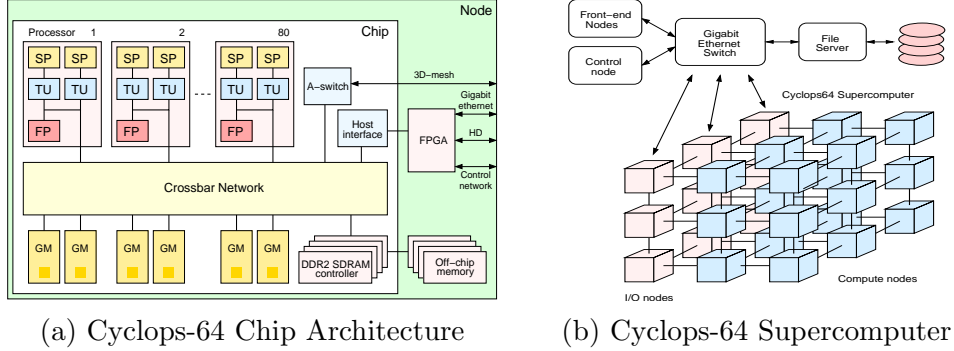 Node
Chip
Processor 1 2 80
SP SP SP SP SP SP
TU TU TU TU TU TU
FP FP FP
A−switch
3D−mesh
Gigabit
ethernet
Host
interface
FPGA
HD
Control
network
Crossbar Network
GM GM GM GM GM GM
DDR2 SDRAM
controller
Off−chip
memory
(a) Cyclops-64 Chip Architecture
Front−end
Nodes
Control
node
Gigabit
Ethernet
Switch
File
Server
Cyclops64 Supercomputer
I/O nodes
Compute nodes
(b) Cyclops-64 Supercomputer